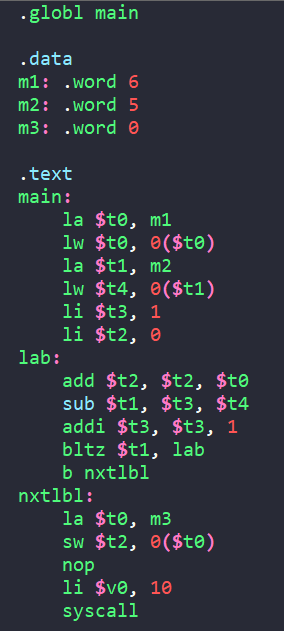 .globl main

.data
m1: .word 6
m2: .word 5
m3: .word 0

.text
main:
    la $t0, m1
    lw $t0, 0($t0)
    la $t1, m2
    lw $t4, 0($t1)
    li $t3, 1
    li $t2, 0
lab:
      add $t2, $t2, $t0
      sub $t1, $t3, $t4
      addi $t3, $t3, 1
      bltz $t1, lab
      b nxtlbl
nxtlbl:
      la $t0, m3
      sw $t2, 0($t0)
      nop
      li $v0, 10
      syscall